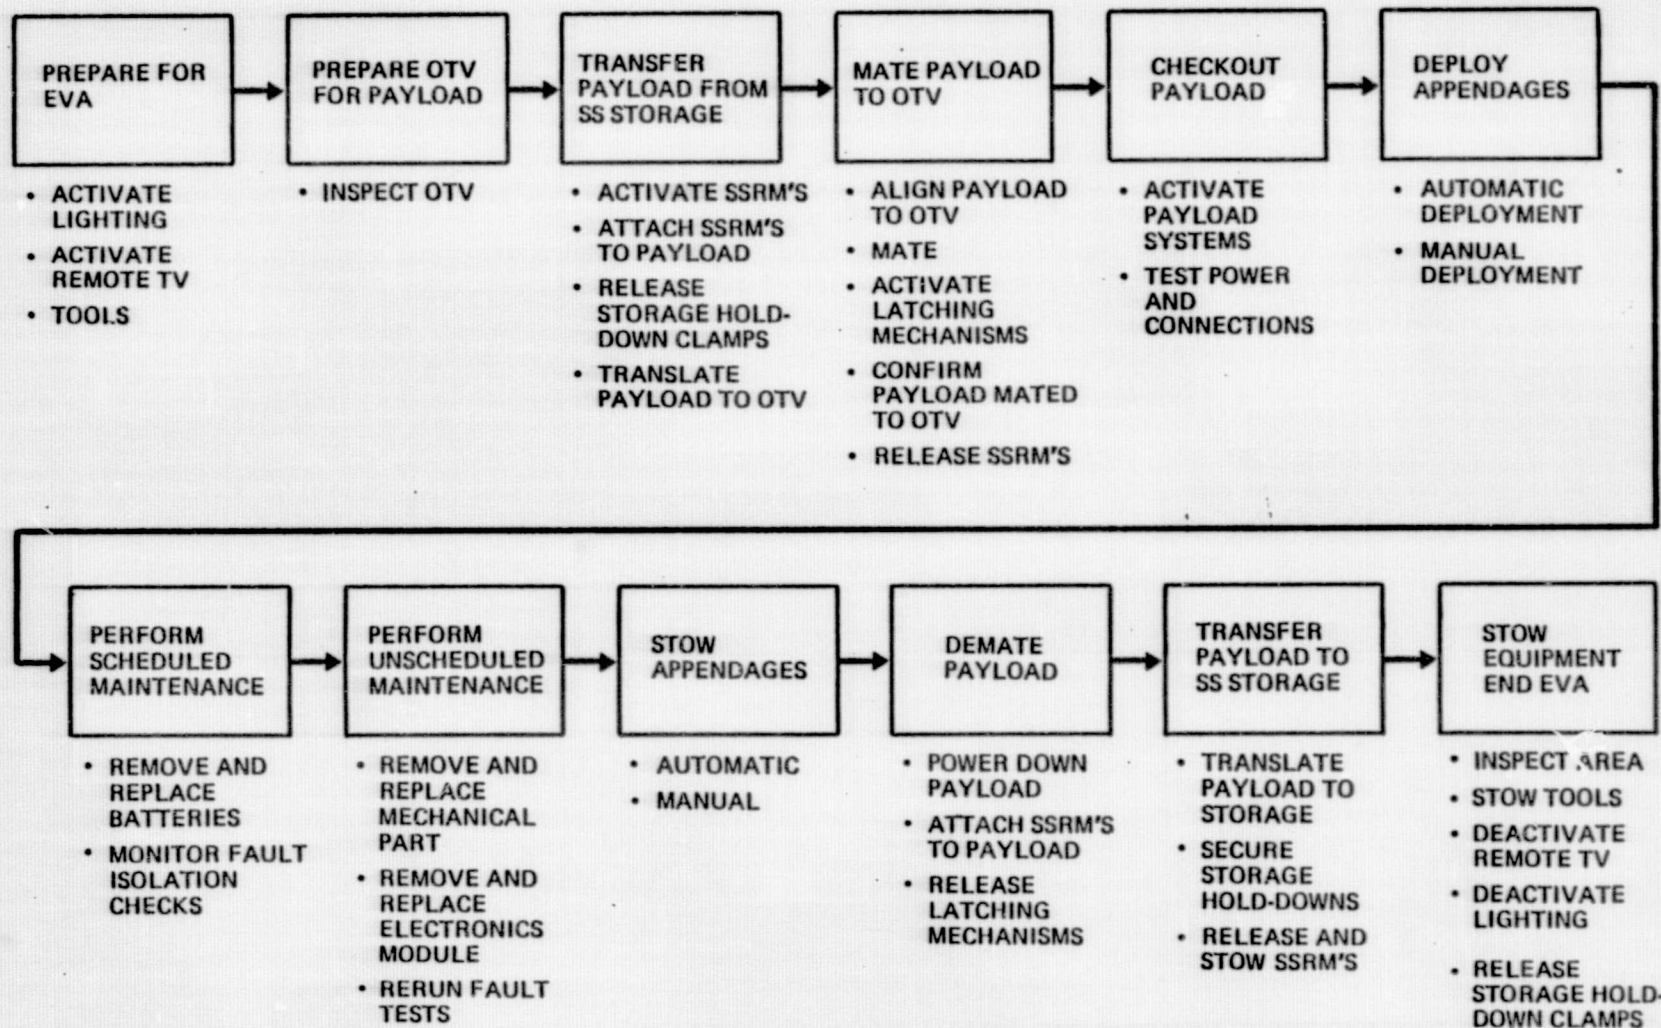 PREPARE FOR
EVA
• ACTIVATE
LIGHTING
• ACTIVATE
REMOTE TV
• TOOLS
PREPARE OTV
FOR PAYLOAD
• INSPECT OTV
TRANSFER
PAYLOAD FROM
SS STORAGE
• ACTIVATE SSRM'S
• ATTACH SSRM'S
TO PAYLOAD
• RELEASE
STORAGE HOLD-
DOWN CLAMPS
• TRANSLATE
PAYLOAD TO OTV
MATE PAYLOAD
TO OTV
• ALIGN PAYLOAD
TO OTV
• MATE
• ACTIVATE
LATCHING
MECHANISMS
• CONFIRM
PAYLOAD MATED
TO OTV
• RELEASE SSRM'S
CHECKOUT
PAYLOAD
• ACTIVATE
PAYLOAD
SYSTEMS
• TEST POWER
AND
CONNECTIONS
DEPLOY
APPENDAGES
• AUTOMATIC
DEPLOYMENT
• MANUAL
DEPLOYMENT
PERFORM
SCHEDULED
MAINTENANCE
• REMOVE AND
REPLACE
BATTERIES
• MONITOR FAULT
ISOLATION
CHECKS
PERFORM
UNSCHEDULED
MAINTENANCE
• REMOVE AND
REPLACE
MECHANICAL
PART
• REMOVE AND
REPLACE
ELECTRONICS
MODULE
• RERUN FAULT
TESTS
STOW
APPENDAGES
• AUTOMATIC
• MANUAL
DEMATE
PAYLOAD
• POWER DOWN
PAYLOAD
• ATTACH SSRM'S
TO PAYLOAD
• RELEASE
LATCHING
MECHANISMS
TRANSFER
PAYLOAD TO
SS STORAGE
• TRANSLATE
PAYLOAD TO
STORAGE
• SECURE
STORAGE
HOLD-DOWNS
• RELEASE AND
STOW SSRM'S
STOW
EQUIPMENT
END EVA
• INSPECT AREA
• STOW TOOLS
• DEACTIVATE
REMOTE TV
• DEACTIVATE
LIGHTING
• RELEASE
STORAGE HOLD-
DOWN CLAMPS